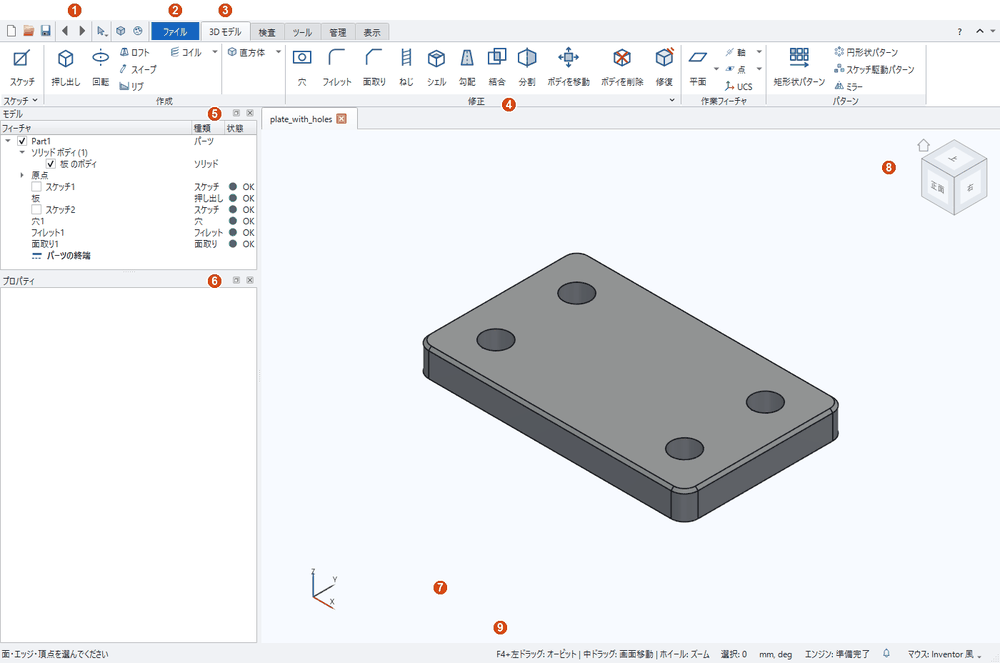 1 2 3
ファイル 3D モデル 検査 ツール 管理 表示 ?
スケッチ 押し出し 回転 ロフト スイープ リブ コイル 直方体 穴 フィレット 面取り ねじ シェル 勾配 結合 分割 ボディを移動 ボディを削除 修復 平面 軸 点 UCS 矩形状パターン 円形状パターン スケッチ駆動パターン ミラー
スケッチ 作成 修正 4 作業フィーチャ パターン
モデル 5
plate_with_holes
フィーチャ 種類 状態
Part1 パーツ
ソリッド ボディ (1)
板 のボディ ソリッド
原点
スケッチ1 スケッチ OK
板 押し出し OK
スケッチ2 スケッチ OK
穴1 穴 OK
フィレット1 フィレット OK
面取り1 面取り OK
パーツの終端
プロパティ 6
8
上
正面 右
Z
Y
X
7
9
面・エッジ・頂点を選んでください F4+左ドラッグ: オービット | 中ドラッグ: 画面移動 | ホイール: ズーム 選択: 0 mm, deg エンジン: 準備完了 マウス: Inventor 風